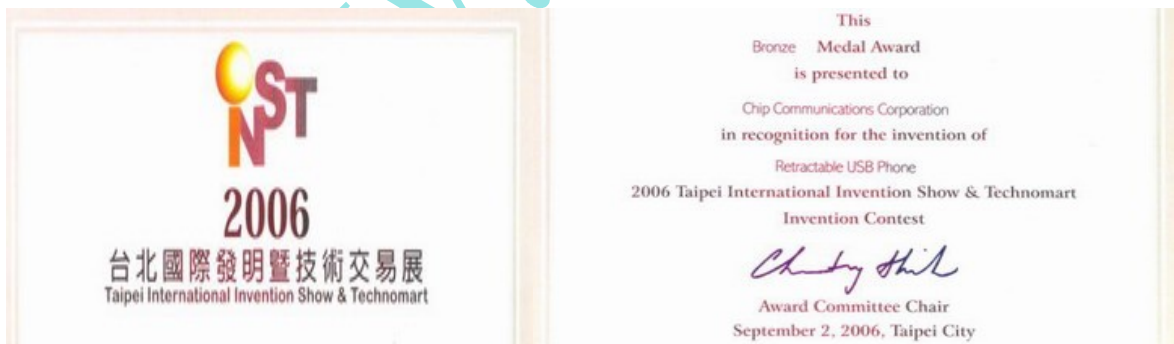 INST
2006
台北國際發明暨技術交易展
Taipei International Invention Show & Technomart
This
Bronze Medal Award
is presented to
Chip Communications Corporation
in recognition for the invention of
Retractable USB Phone
2006 Taipei International Invention Show & Technomart
Invention Contest
Award Committee Chair
September 2, 2006, Taipei City